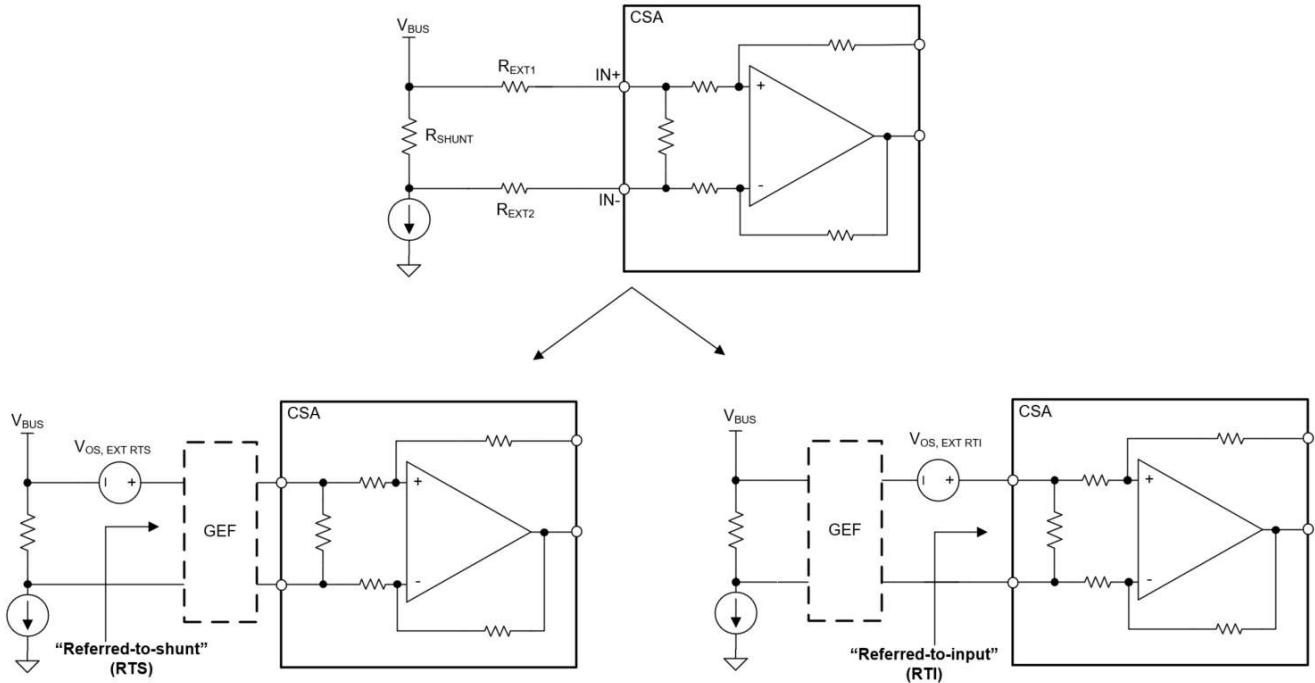 CSA
V_BUS
R_EXT1
IN+
+
R_SHUNT
-
R_EXT2
IN-
CSA
V_BUS
V_OS, EXT RTS
+
I +
GEF
-
“Referred-to-shunt”
(RTS)
CSA
V_BUS
V_OS, EXT RTI
+
I +
GEF
-
“Referred-to-input”
(RTI)